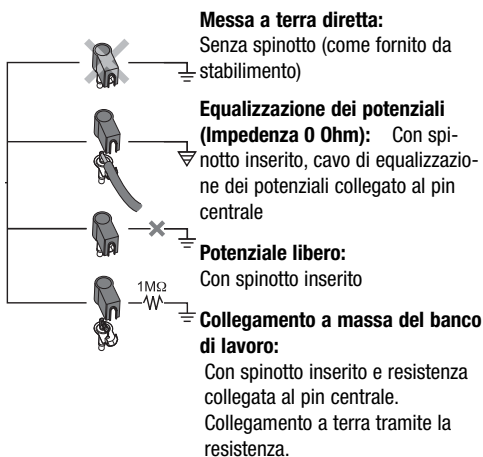 Messa a terra diretta:
Senza spinotto (come fornito da
stabilimento)
Equalizzazione dei potenziali
(Impedenza 0 Ohm): Con spi-
notto inserito, cavo di equalizzazio-
ne dei potenziali collegato al pin
centrale
Potenziale libero:
Con spinotto inserito
1MΩ
Collegamento a massa del banco
di lavoro:
Con spinotto inserito e resistenza
collegata al pin centrale.
Collegamento a terra tramite la
resistenza.